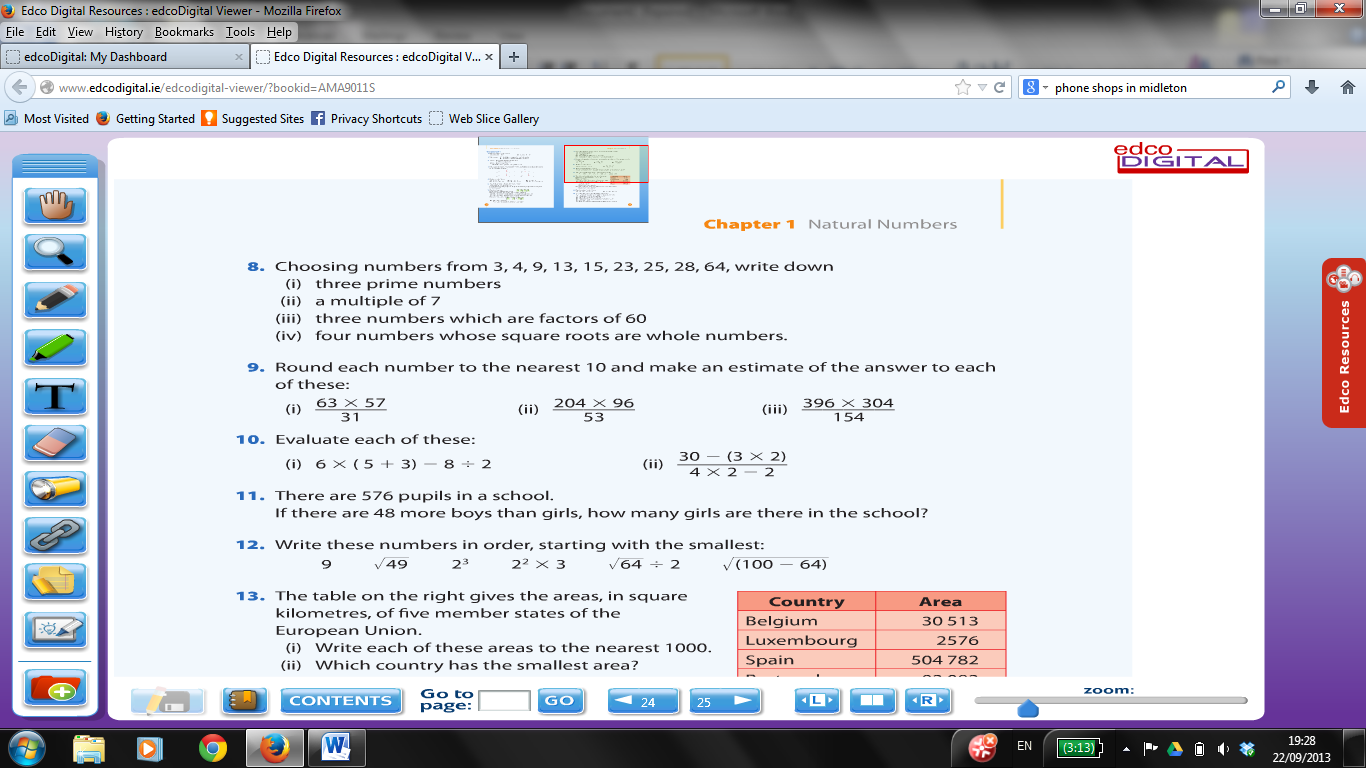 Edco Digital Resources : edcoDigital Viewer - Mozilla Firefox
File Edit View History Bookmarks Tools Help
edcoDigital: My Dashboard
Edco Digital Resources : edcoDigital V...
www.edcodigital.ie/edcodigital-viewer/?bookid=AMA9011S
phone shops in midleton
Most Visited Getting Started Suggested Sites Privacy Shortcuts Web Slice Gallery
edco
DIGITAL
Chapter 1 Natural Numbers
8. Choosing numbers from 3, 4, 9, 13, 15, 23, 25, 28, 64, write down
(i) three prime numbers
(ii) a multiple of 7
(iii) three numbers which are factors of 60
(iv) four numbers whose square roots are whole numbers.
9. Round each number to the nearest 10 and make an estimate of the answer to each
of these:
(i) 63 × 57 / 31 (ii) 204 × 96 / 53 (iii) 396 × 304 / 154
10. Evaluate each of these:
(i) 6 × ( 5 + 3) − 8 ÷ 2 (ii) 30 − (3 × 2) / 4 × 2 − 2
11. There are 576 pupils in a school.
If there are 48 more boys than girls, how many girls are there in the school?
12. Write these numbers in order, starting with the smallest:
9 √49 2³ 2² × 3 √64 ÷ 2 √(100 − 64)
13. The table on the right gives the areas, in square
kilometres, of five member states of the
European Union.
(i) Write each of these areas to the nearest 1000.
(ii) Which country has the smallest area?
Country Area
Belgium 30 513
Luxembourg 2576
Spain 504 782
Edco Resources
T
CONTENTS
Go to
page:
GO
24
25
L
R
zoom:
W
EN
(3:13)
19:28
22/09/2013